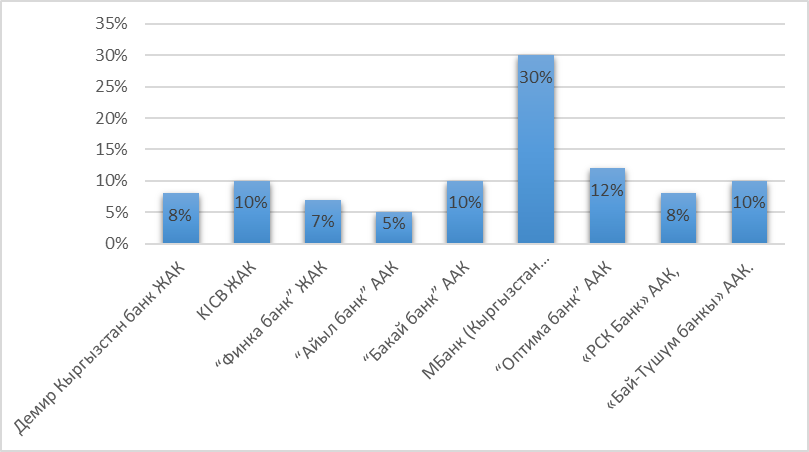 35%
30%
25%
20%
15%
10%
5%
0%
8%
10%
7%
5%
10%
30%
12%
8%
10%
Демир Кыргызстан банк ЖАК
KICB ЖАК
“Финка банк” ЖАК
“Айыл банк” ААК
“Бакай банк” ААК
МБанк (Кыргызстан...
“Оптима банк” ААК
«РСК Банк» ААК,
«Бай-Түшүм банкы» ААК.